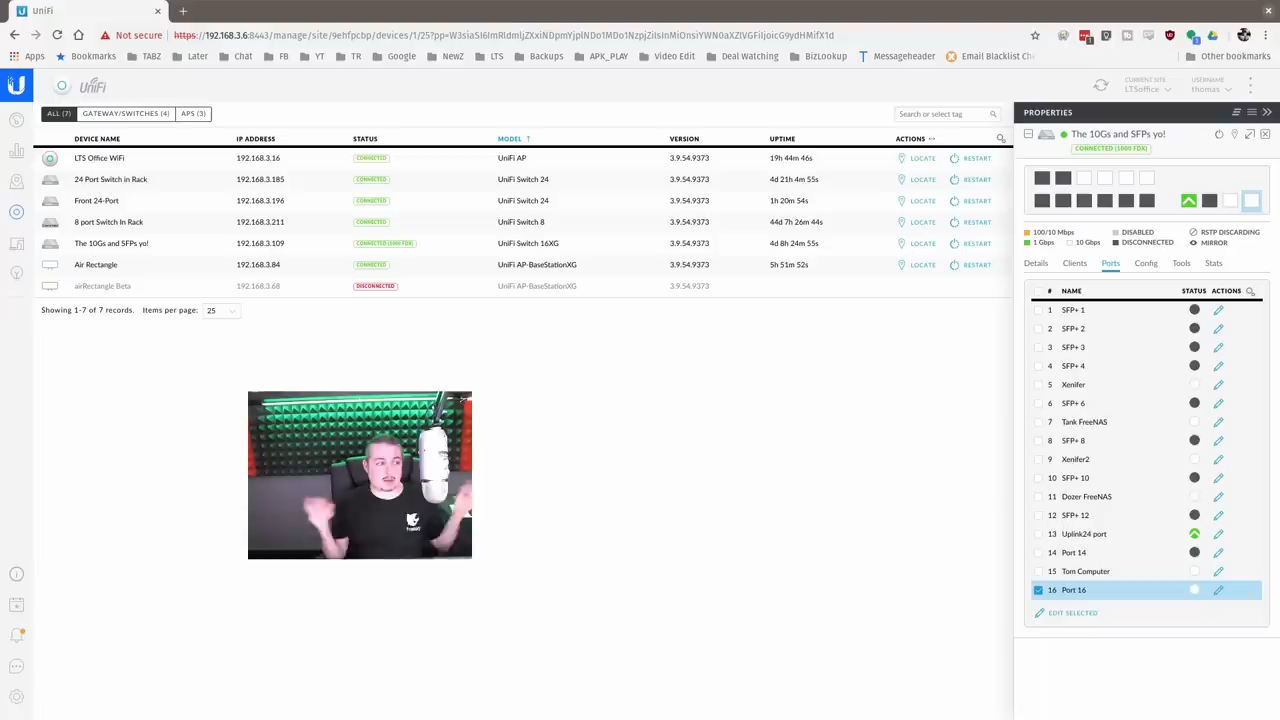 UniFi
Not secure https://192.168.3.6:8443/manage/site/9ehfpcbp/devices/1/25?pp=W3siaSI6ImRldmljZXxiNDpmYjplNDo1MDo1NzpjZiIsInMiOnsiYWN0aXZlVGFiIjoicG9ydHMifX1d
Apps Bookmarks TABZ Later Chat FB YT TR Google NewZ LTS Backups APK_PLAY Video Edit Deal Watching BizLookup Messageheader Email Blacklist Che Other bookmarks
UniFi CURRENT SITE LTSoffice USERNAME thomas
ALL (7) GATEWAY/SWITCHES (4) APS (3) Search or select tag
DEVICE NAME IP ADDRESS STATUS MODEL ↑ VERSION UPTIME ACTIONS
LTS Office WiFi 192.168.3.16 CONNECTED UniFi AP 3.9.54.9373 19h 44m 46s LOCATE RESTART
24 Port Switch in Rack 192.168.3.185 CONNECTED UniFi Switch 24 3.9.54.9373 4d 21h 4m 55s LOCATE RESTART
Front 24-Port 192.168.3.196 CONNECTED UniFi Switch 24 3.9.54.9373 1h 20m 54s LOCATE RESTART
8 port Switch In Rack 192.168.3.211 CONNECTED UniFi Switch 8 3.9.54.9373 44d 7h 26m 44s LOCATE RESTART
The 10Gs and SFPs yo! 192.168.3.109 CONNECTED (1000 FDX) UniFi Switch 16XG 3.9.54.9373 4d 8h 24m 55s LOCATE RESTART
Air Rectangle 192.168.3.84 CONNECTED UniFi AP-BaseStationXG 3.9.54.9373 5h 51m 52s LOCATE RESTART
airRectangle Beta 192.168.3.68 DISCONNECTED UniFi AP-BaseStationXG 3.9.54.9373
Showing 1-7 of 7 records. Items per page: 25
PROPERTIES
The 10Gs and SFPs yo!
CONNECTED (1000 FDX)
100/10 Mbps DISABLED RSTP DISCARDING
1 Gbps 10 Gbps DISCONNECTED MIRROR
Details Clients Ports Config Tools Stats
# NAME STATUS ACTIONS
1 SFP+ 1
2 SFP+ 2
3 SFP+ 3
4 SFP+ 4
5 Xenifer
6 SFP+ 6
7 Tank FreeNAS
8 SFP+ 8
9 Xenifer2
10 SFP+ 10
11 Dozer FreeNAS
12 SFP+ 12
13 Uplink24 port
14 Port 14
15 Tom Computer
16 Port 16
EDIT SELECTED